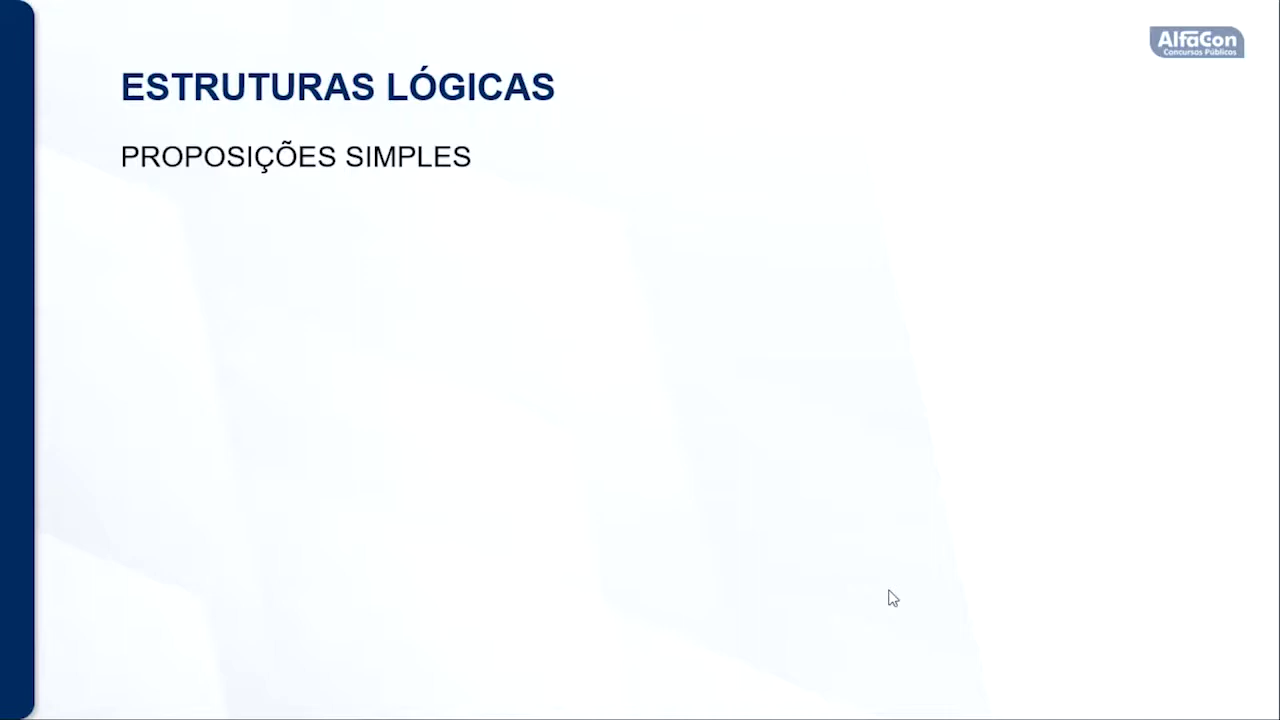 AlfaCon
Concursos Públicos
ESTRUTURAS LÓGICAS
PROPOSIÇÕES SIMPLES